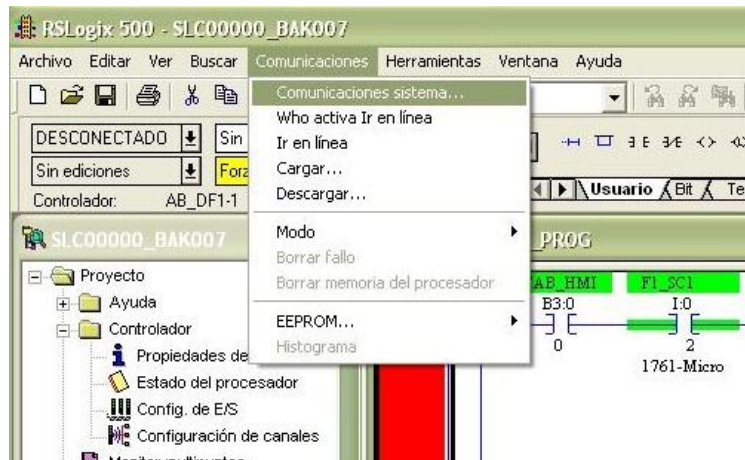 RSLogix 500 - SLC00000_BAK007
Archivo Editar Ver Buscar Comunicaciones Herramientas Ventana Ayuda
Comunicaciones sistema...
Who activa Ir en línea
Ir en línea
Cargar...
Descargar...
Modo
Borrar fallo
Borrar memoria del procesador
EEPROM...
Histograma
DESCONECTADO Sin
Sin ediciones Forz
Controlador: AB_DF1-1
Usuario Bit Te
SLC00000_BAK007
_PROG
Proyecto
Ayuda
Controlador
Propiedades de
Estado del procesador
Config. de E/S
Configuración de canales
AB_HMI F1_SC1
B3:0 I:0
0 2
1761-Micro